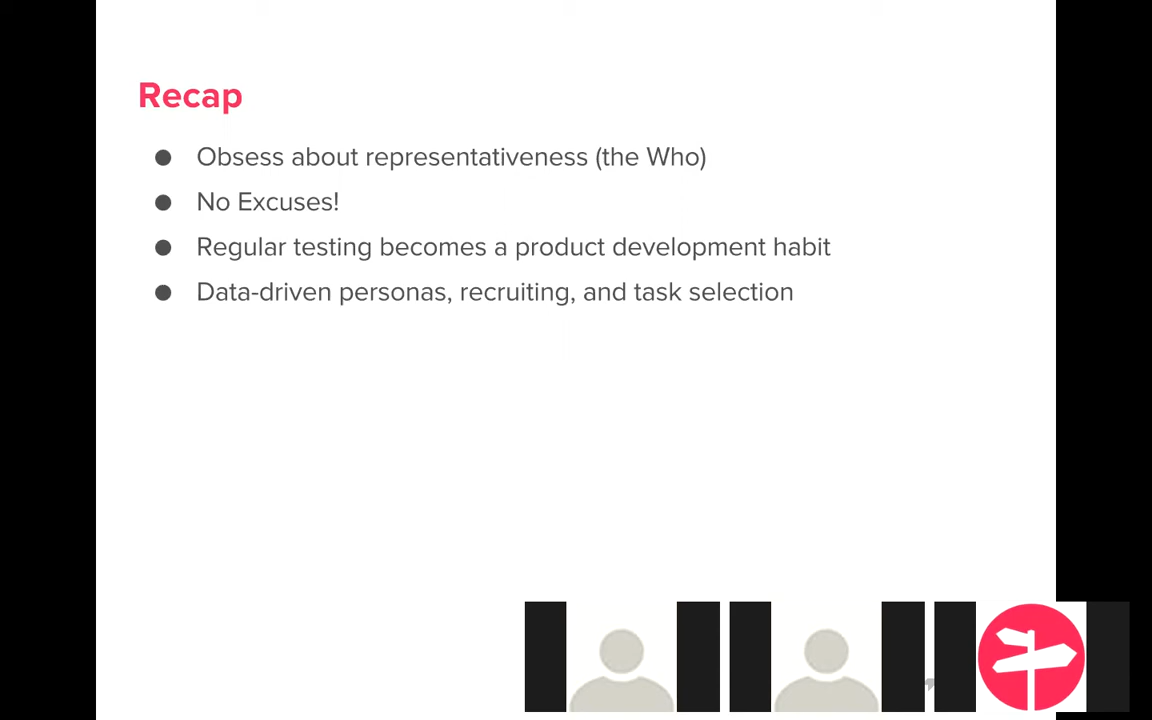 Recap
● Obsess about representativeness (the Who)
● No Excuses!
● Regular testing becomes a product development habit
● Data-driven personas, recruiting, and task selection